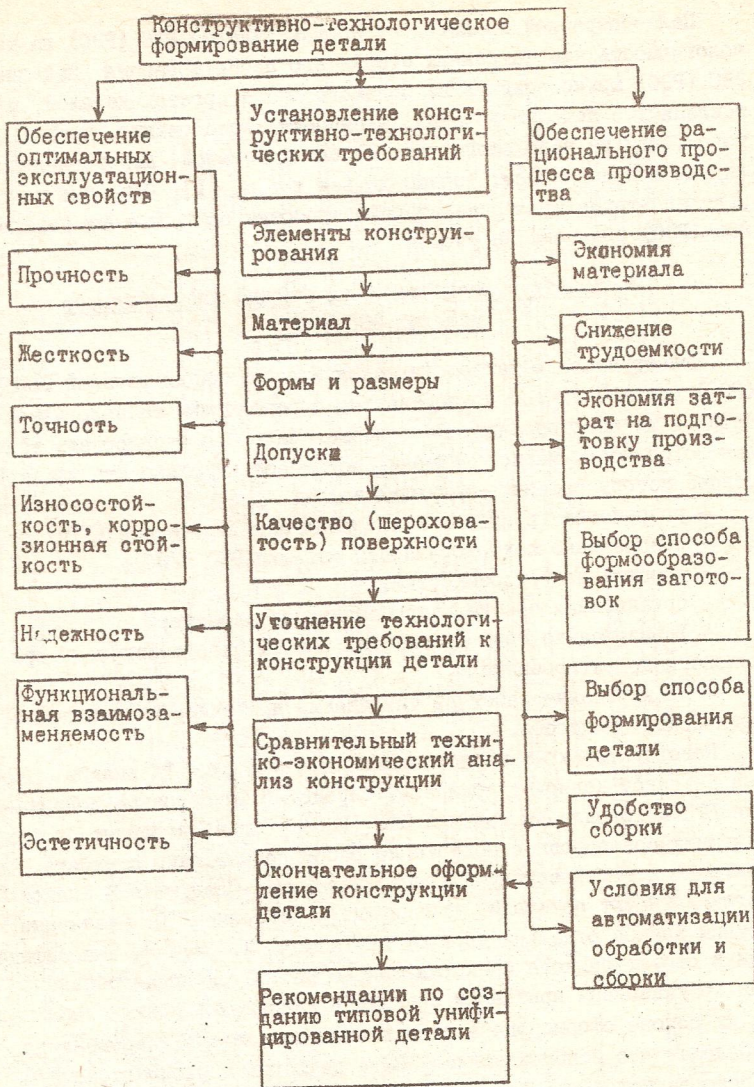 Конструктивно-технологическое
формирование детали
Обеспечение
оптимальных
эксплуатацион-
ных свойств
Прочность
Жесткость
Точность
Износостой-
кость, корро-
зионная стой-
кость
Надежность
Функциональ-
ная взаимоза-
меняемость
Эстетичность
Установление конст-
руктивно-технологи-
ческих требований
Элементы конструи-
рования
Материал
Формы и размеры
Допуски
Качество (шерохова-
тость) поверхности
Уточнение технологи-
ческих требований к
конструкции детали
Сравнительный техни-
ко-экономический ана-
лиз конструкции
Окончательное оформ-
ление конструкции
детали
Рекомендации по соз-
данию типовой унифи-
цированной детали
Обеспечение ра-
ционального про-
цесса производс-
тва
Экономия
материала
Снижение
трудоемкости
Экономия зат-
рат на подго-
товку произ-
водства
Выбор способа
формообразо-
вания загото-
вок
Выбор способа
формирования
детали
Удобство
сборки
Условия для
автоматизации
обработки и
сборки